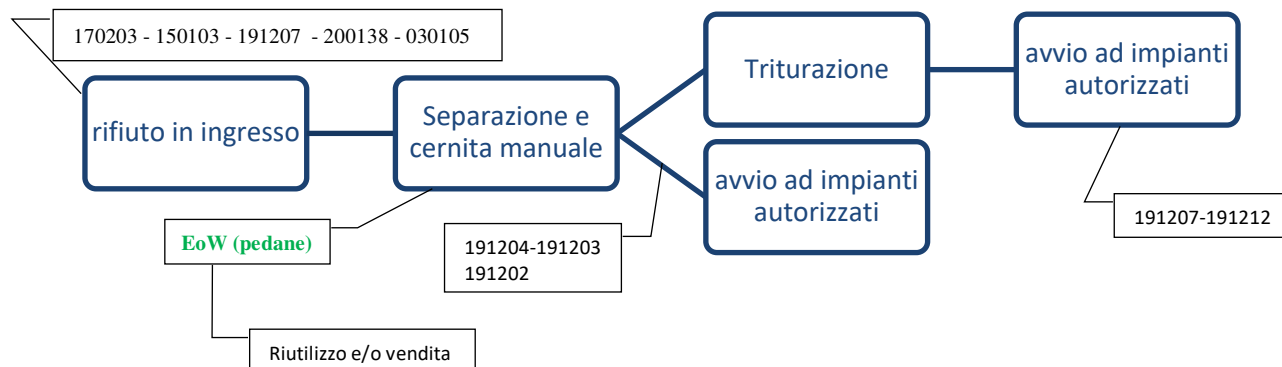 170203 - 150103 - 191207 - 200138 - 030105
rifiuto in ingresso
Separazione e
cernita manuale
Triturazione
avvio ad impianti
autorizzati
avvio ad impianti
autorizzati
EoW (pedane)
191204-191203
191202
191207-191212
Riutilizzo e/o vendita